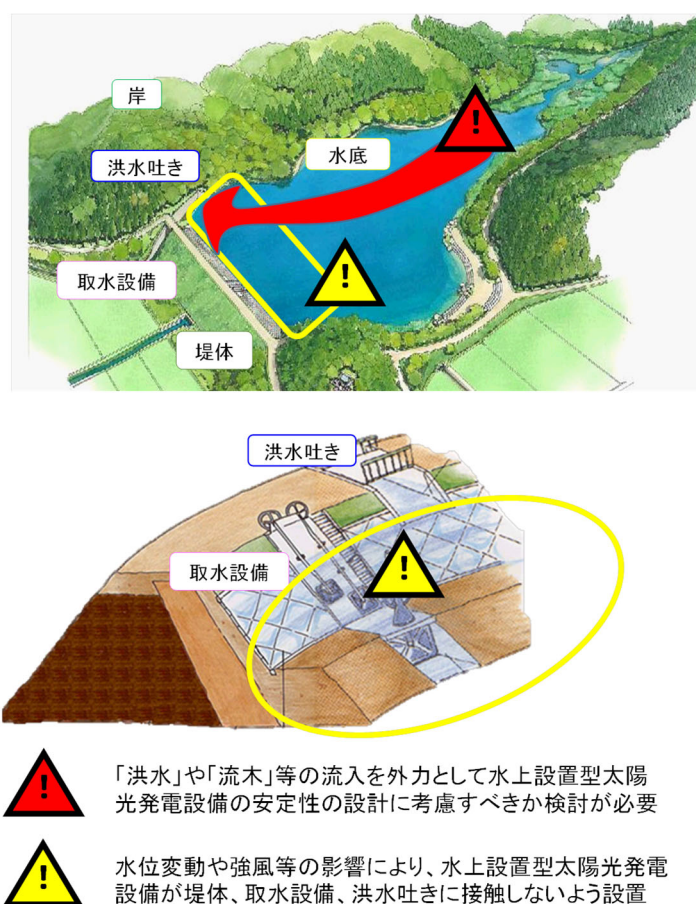 岸
洪水吐き
水底
取水設備
堤体
!
!
洪水吐き
取水設備
!
!
「洪水」や「流木」等の流入を外力として水上設置型太陽
光発電設備の安定性の設計に考慮すべきか検討が必要
!
水位変動や強風等の影響により、水上設置型太陽光発電
設備が堤体、取水設備、洪水吐きに接触しないよう設置